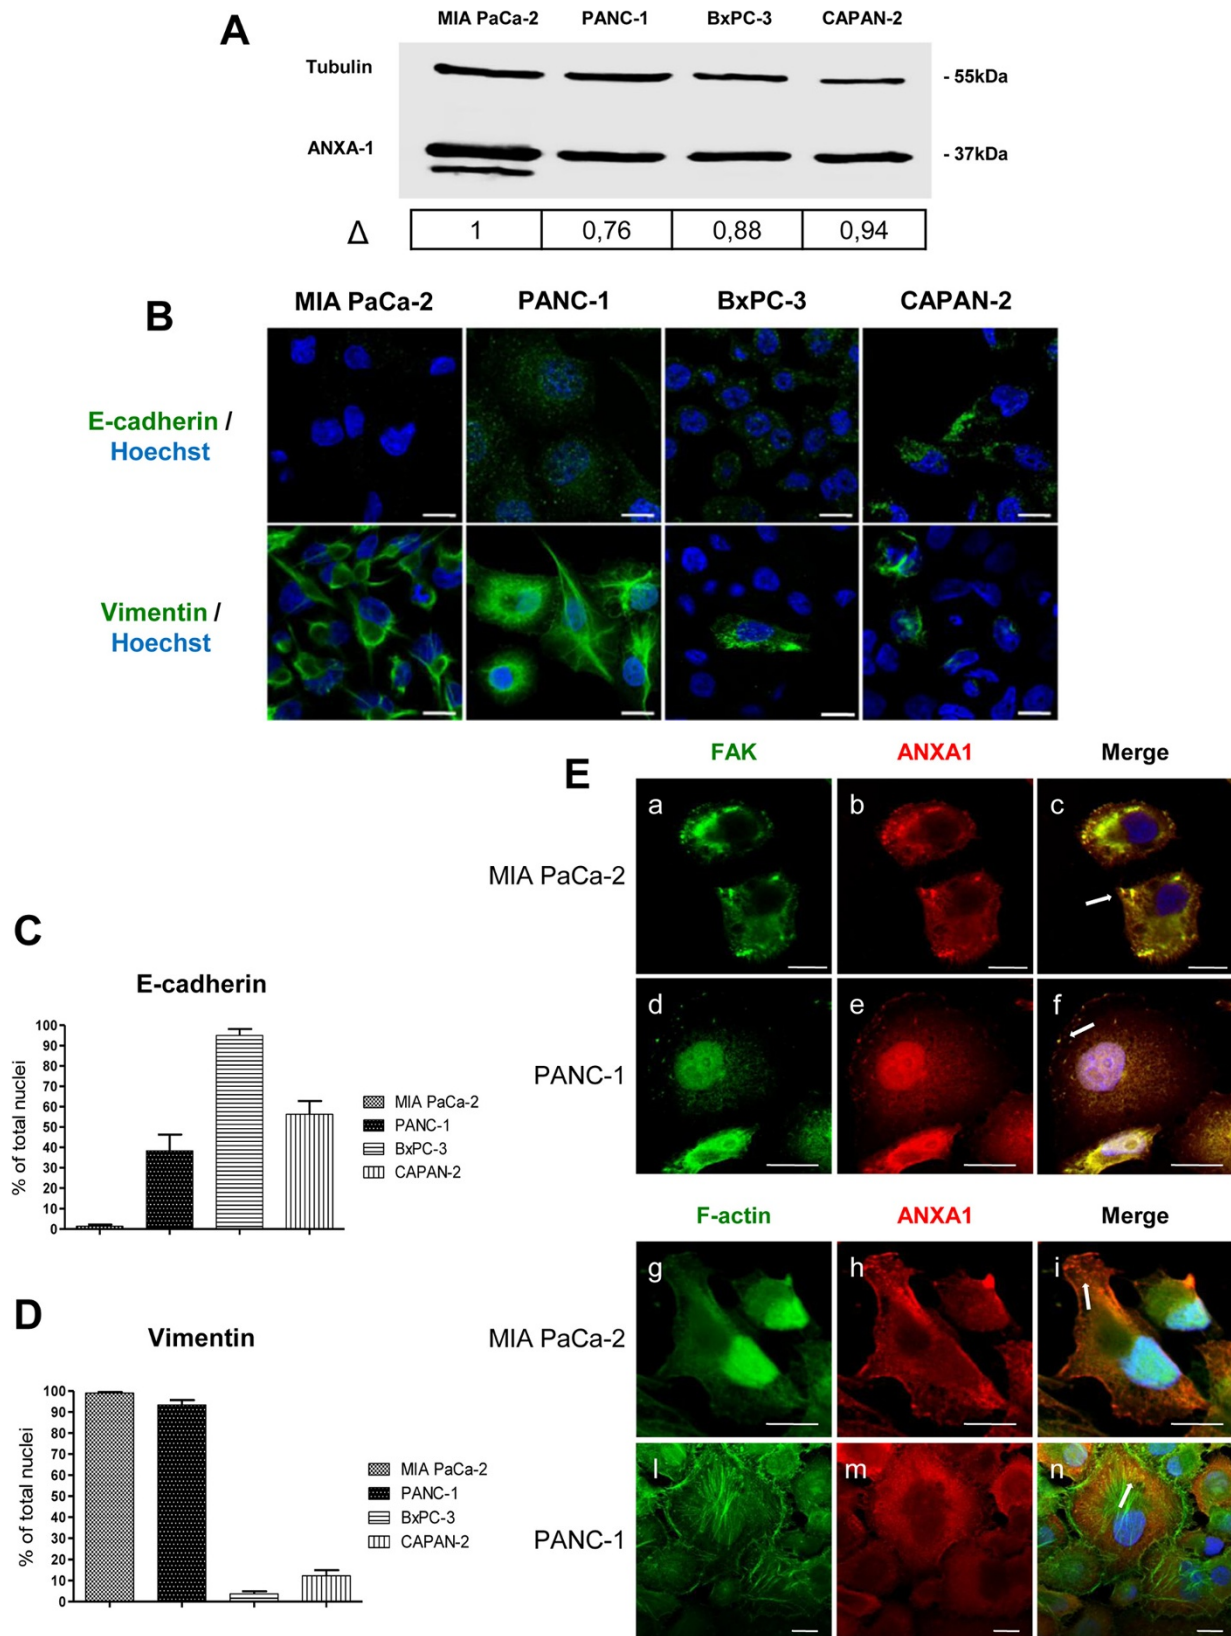 A
MIA PaCa-2 PANC-1 BxPC-3 CAPAN-2
Tubulin - 55kDa
ANXA-1 - 37kDa
Δ 1 0,76 0,88 0,94
B
MIA PaCa-2 PANC-1 BxPC-3 CAPAN-2
E-cadherin /
Hoechst
Vimentin /
Hoechst
C
E-cadherin
% of total nuclei
100
90
80
70
60
50
40
30
20
10
0
MIA PaCa-2
PANC-1
BxPC-3
CAPAN-2
D
Vimentin
% of total nuclei
100
90
80
70
60
50
40
30
20
10
0
MIA PaCa-2
PANC-1
BxPC-3
CAPAN-2
E
FAK ANXA1 Merge
MIA PaCa-2
a b c
PANC-1
d e f
F-actin ANXA1 Merge
MIA PaCa-2
g h i
PANC-1
l m n